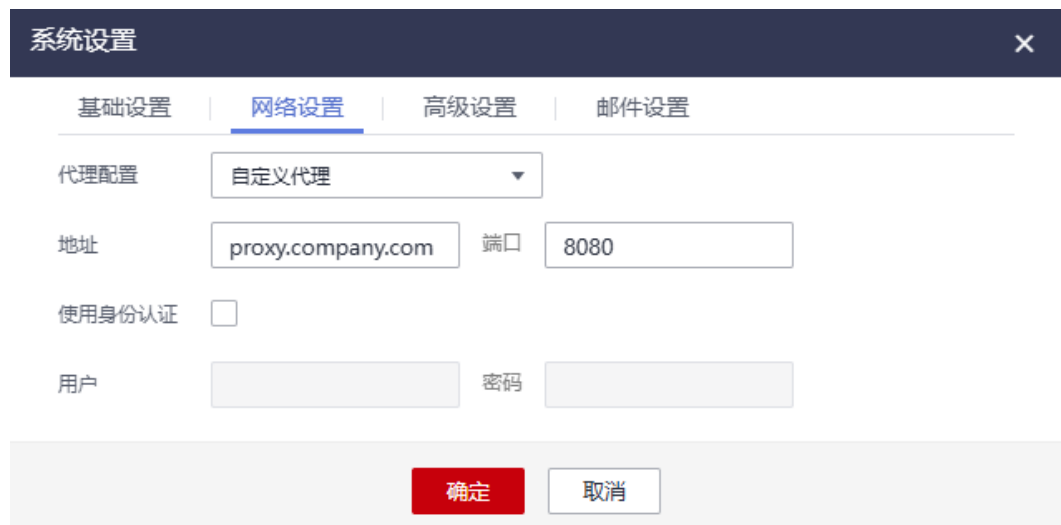 系统设置
基础设置 网络设置 高级设置 邮件设置
代理配置 自定义代理
地址 proxy.company.com 端口 8080
使用身份认证
用户 密码
确定 取消